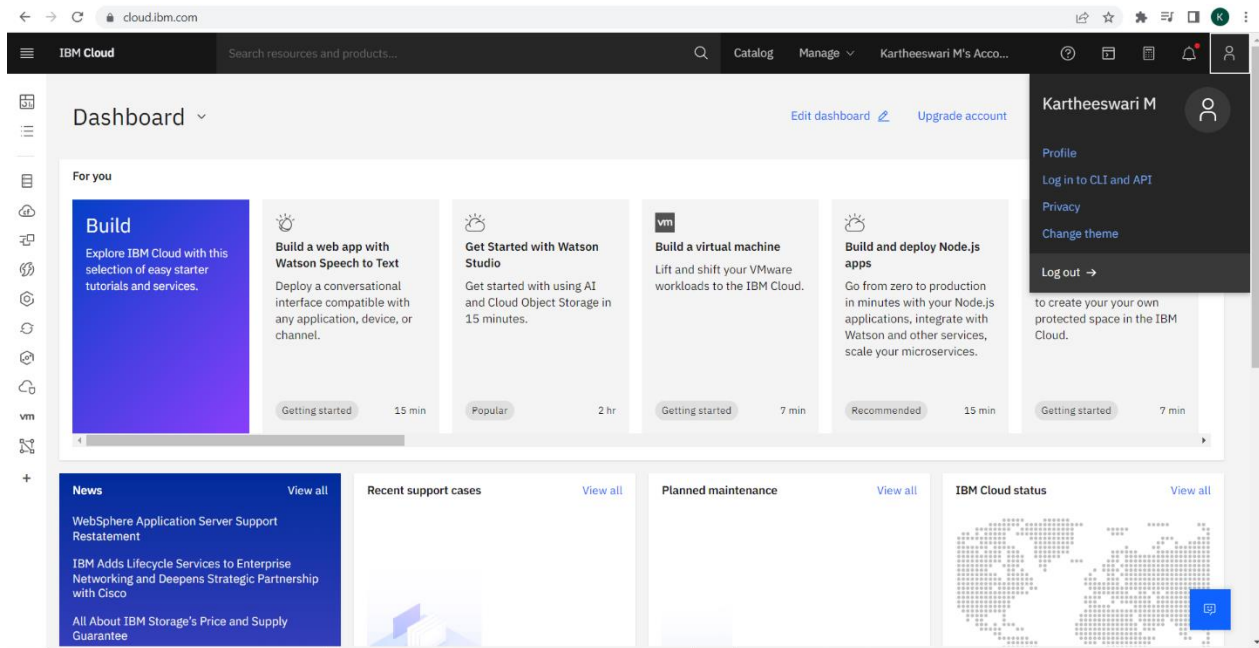 cloud.ibm.com
K
IBM Cloud
Search resources and products...
Catalog
Manage
Kartheeswari M's Acco...
Dashboard
Edit dashboard
Upgrade account
Kartheeswari M
Profile
Log in to CLI and API
Privacy
Change theme
Log out →
For you
Build
Explore IBM Cloud with this
selection of easy starter
tutorials and services.
Build a web app with
Watson Speech to Text
Deploy a conversational
interface compatible with
any application, device, or
channel.
Getting started
15 min
Get Started with Watson
Studio
Get started with using AI
and Cloud Object Storage in
15 minutes.
Popular
2 hr
vm
Build a virtual machine
Lift and shift your VMware
workloads to the IBM Cloud.
Getting started
7 min
Build and deploy Node.js
apps
Go from zero to production
in minutes with your Node.js
applications, integrate with
Watson and other services,
scale your microservices.
Recommended
15 min
to create your your own
protected space in the IBM
Cloud.
Getting started
7 min
vm
News
View all
WebSphere Application Server Support
Restatement
IBM Adds Lifecycle Services to Enterprise
Networking and Deepens Strategic Partnership
with Cisco
All About IBM Storage's Price and Supply
Guarantee
Recent support cases
View all
Planned maintenance
View all
IBM Cloud status
View all